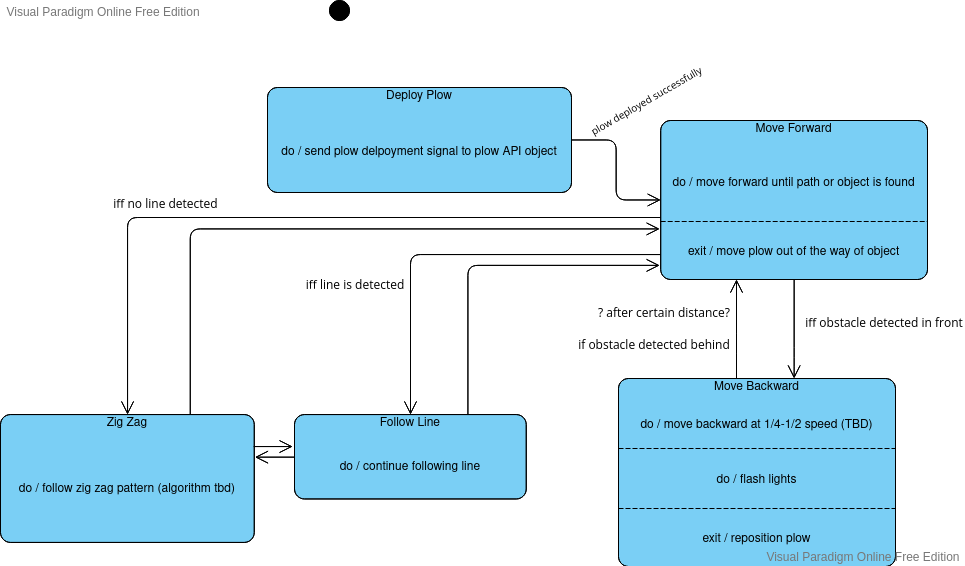 Visual Paradigm Online Free Edition
Deploy Plow
do / send plow delpoyment signal to plow API object
plow deployed successfully
Move Forward
do / move forward until path or object is found
exit / move plow out of the way of object
iff no line detected
iff line is detected
? after certain distance?
if obstacle detected behind
iff obstacle detected in front
Zig Zag
do / follow zig zag pattern (algorithm tbd)
Follow Line
do / continue following line
Move Backward
do / move backward at 1/4-1/2 speed (TBD)
do / flash lights
exit / reposition plow
Visual Paradigm Online Free Edition